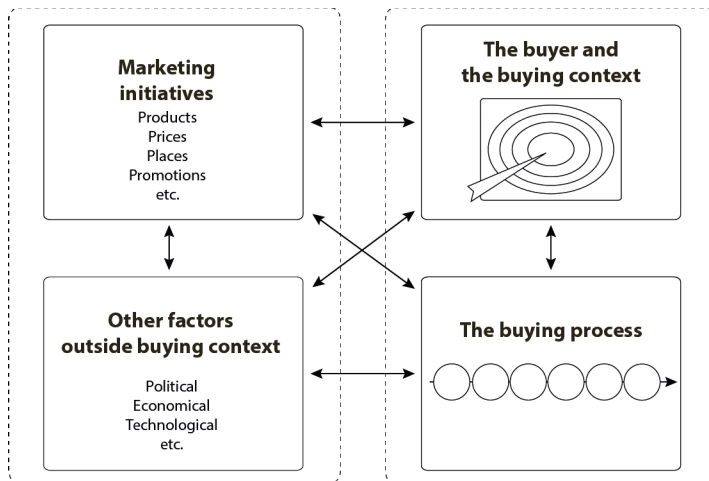 Marketing
initiatives
Products
Prices
Places
Promotions
etc.
The buyer and
the buying context
Other factors
outside buying context
Political
Economical
Technological
etc.
The buying process